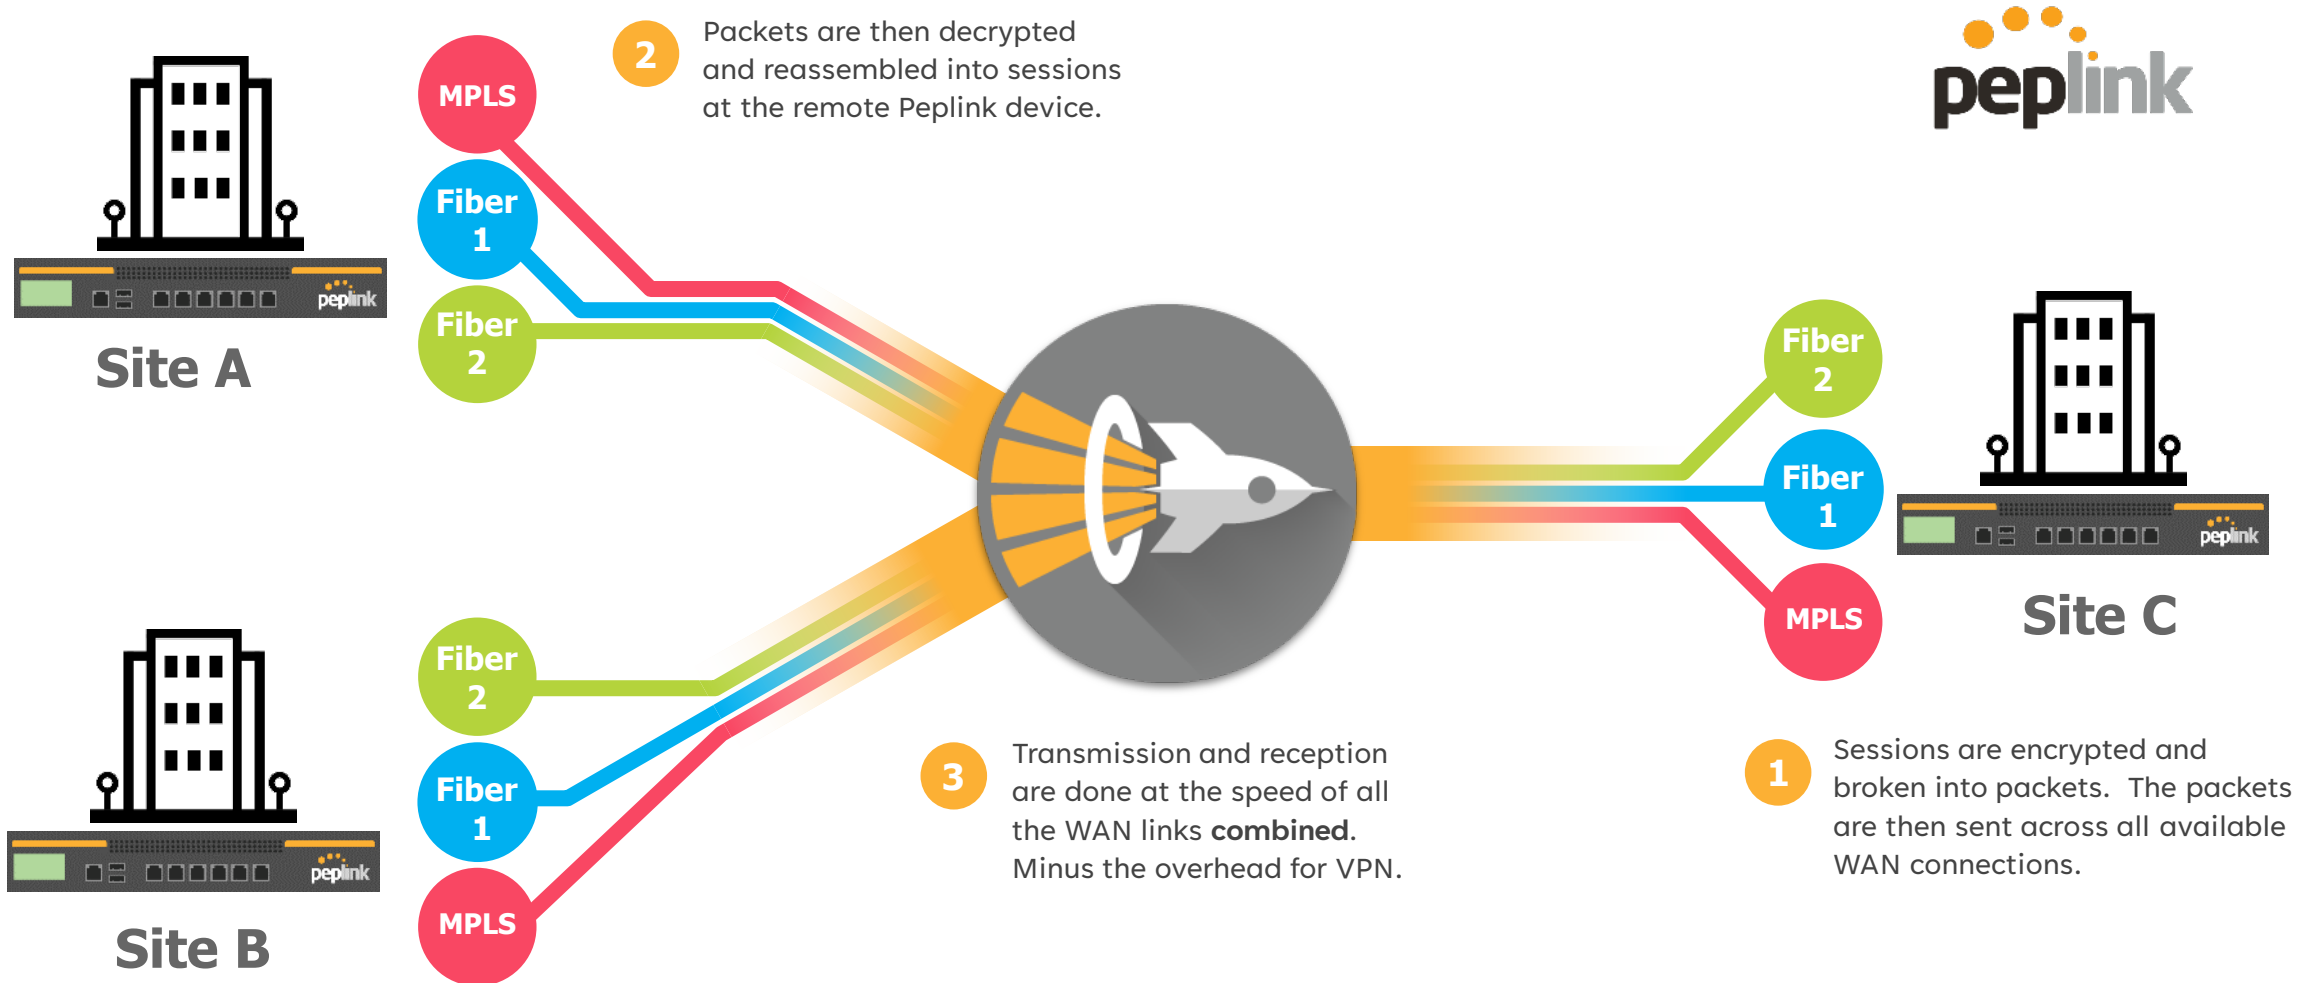 2
Packets are then decrypted
and reassembled into sessions
at the remote Peplink device.
peplink
MPLS
Fiber
1
Fiber
2
peplink
Site A
Fiber
2
Fiber
1
MPLS
peplink
Site C
Fiber
2
Fiber
1
MPLS
peplink
Site B
3
Transmission and reception
are done at the speed of all
the WAN links combined.
Minus the overhead for VPN.
1
Sessions are encrypted and
broken into packets.  The packets
are then sent across all available
WAN connections.